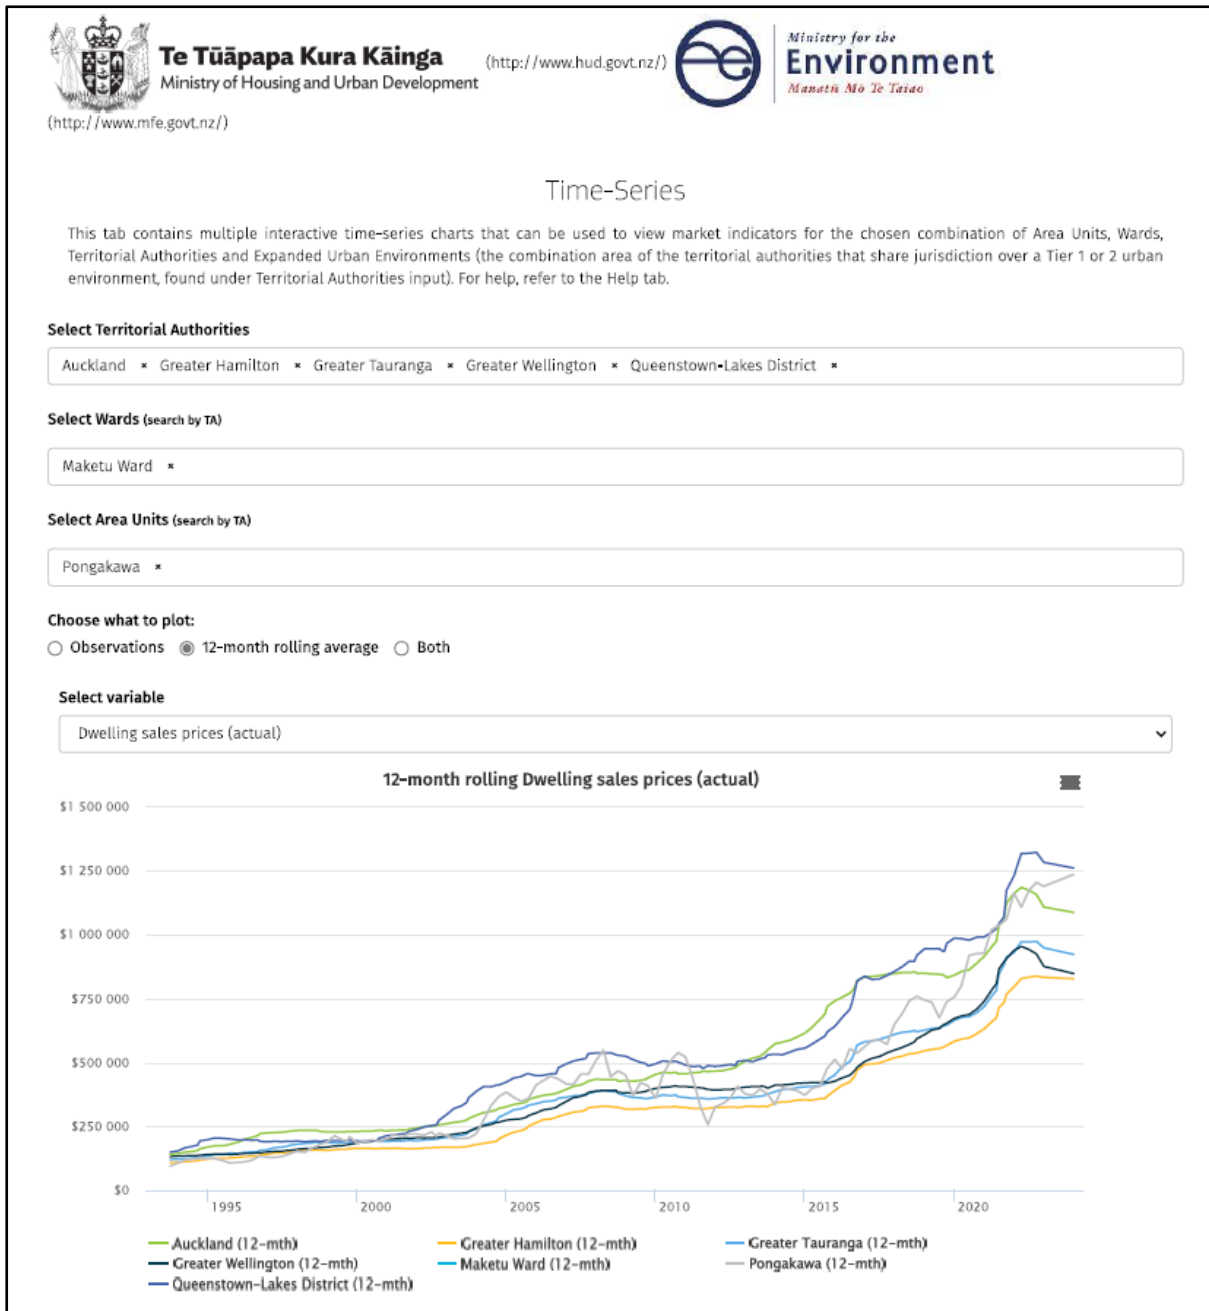 Te Tūāpapa Kura Kāinga
Ministry of Housing and Urban Development
(http://www.hud.govt.nz/)
Ministry for the
Environment
Manatū Mō Te Taiao
(http://www.mfe.govt.nz/)
Time-Series
This tab contains multiple interactive time-series charts that can be used to view market indicators for the chosen combination of Area Units, Wards,
Territorial Authorities and Expanded Urban Environments (the combination area of the territorial authorities that share jurisdiction over a Tier 1 or 2 urban
environment, found under Territorial Authorities input). For help, refer to the Help tab.
Select Territorial Authorities
Auckland × Greater Hamilton × Greater Tauranga × Greater Wellington × Queenstown-Lakes District ×
Select Wards (search by TA)
Maketu Ward ×
Select Area Units (search by TA)
Pongakawa ×
Choose what to plot:
Observations 12-month rolling average Both
Select variable
Dwelling sales prices (actual)
12-month rolling Dwelling sales prices (actual)
$1 500 000
$1 250 000
$1 000 000
$750 000
$500 000
$250 000
$0
1995 2000 2005 2010 2015 2020
Auckland (12-mth) Greater Hamilton (12-mth) Greater Tauranga (12-mth)
Greater Wellington (12-mth) Maketu Ward (12-mth) Pongakawa (12-mth)
Queenstown-Lakes District (12-mth)